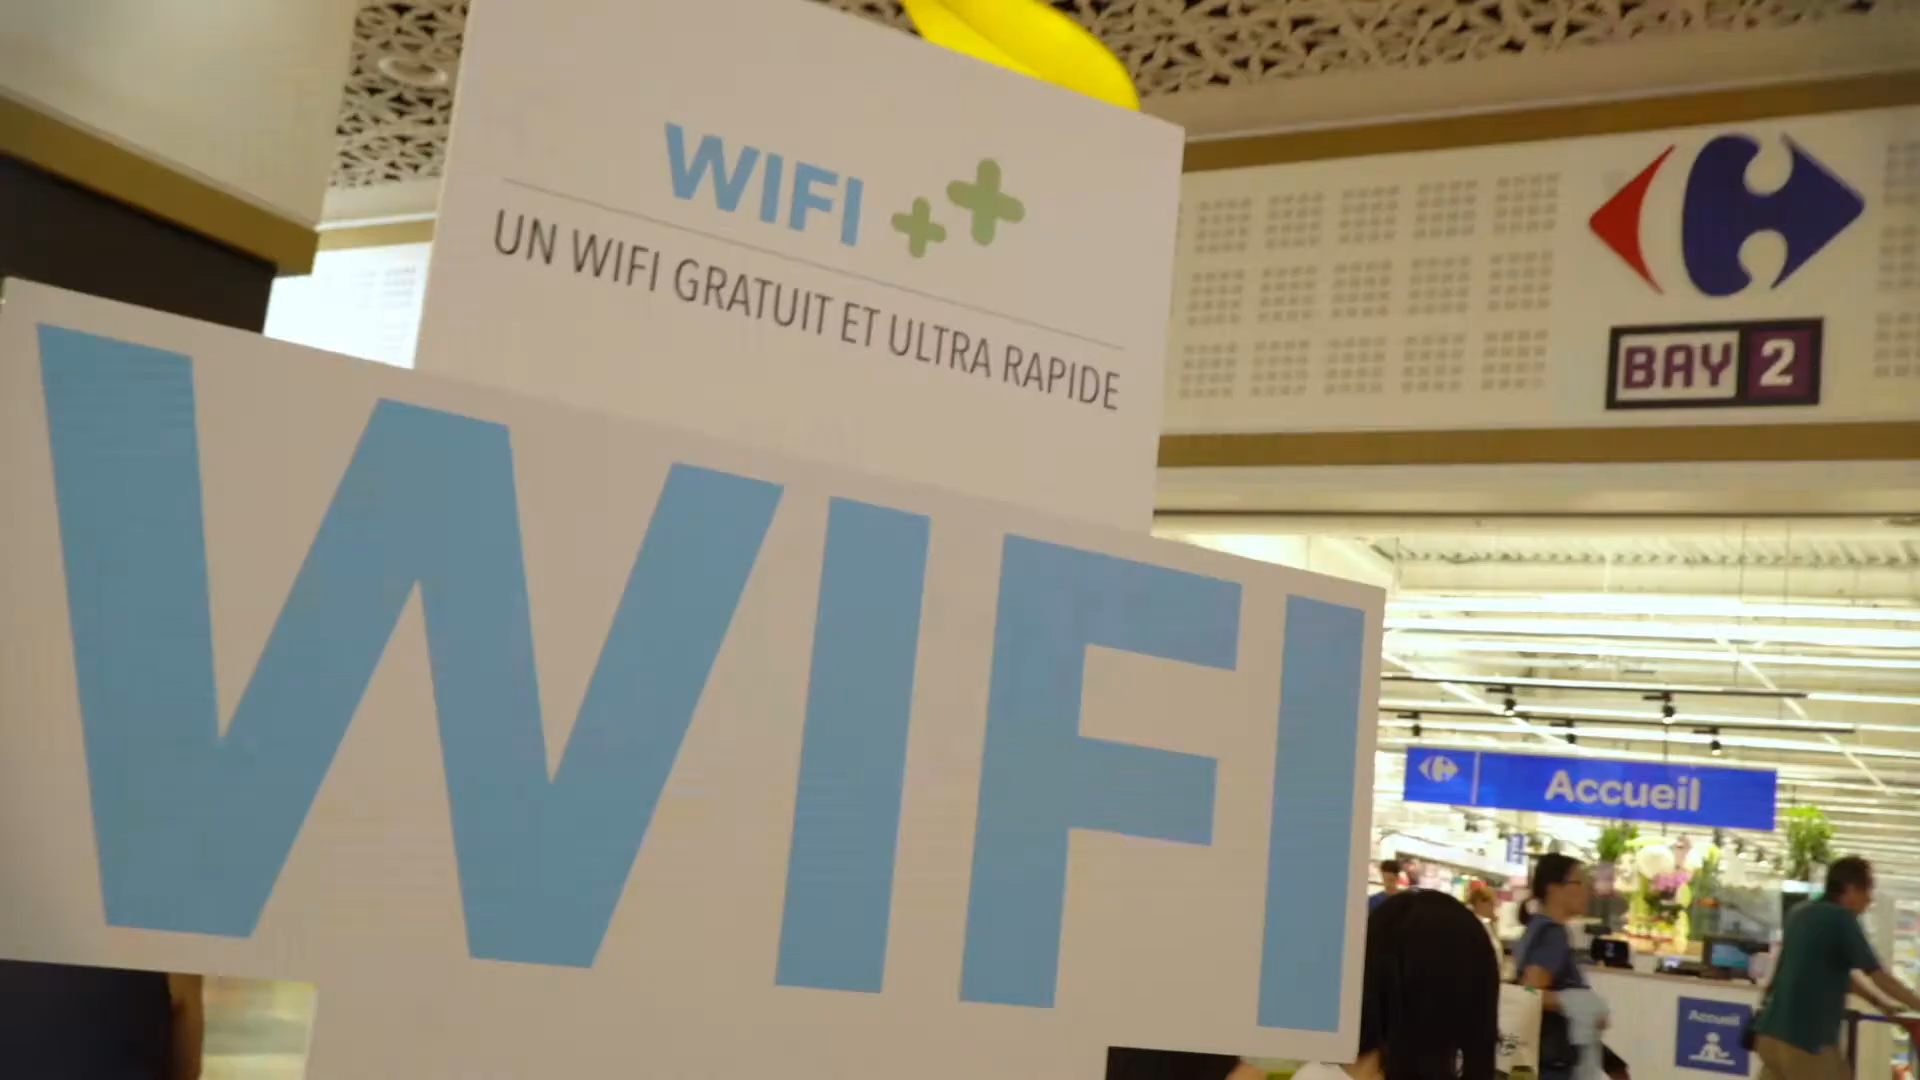 WIFI ++
UN WIFI GRATUIT ET ULTRA RAPIDE
WIFI
BAY 2
Accueil
Accueil